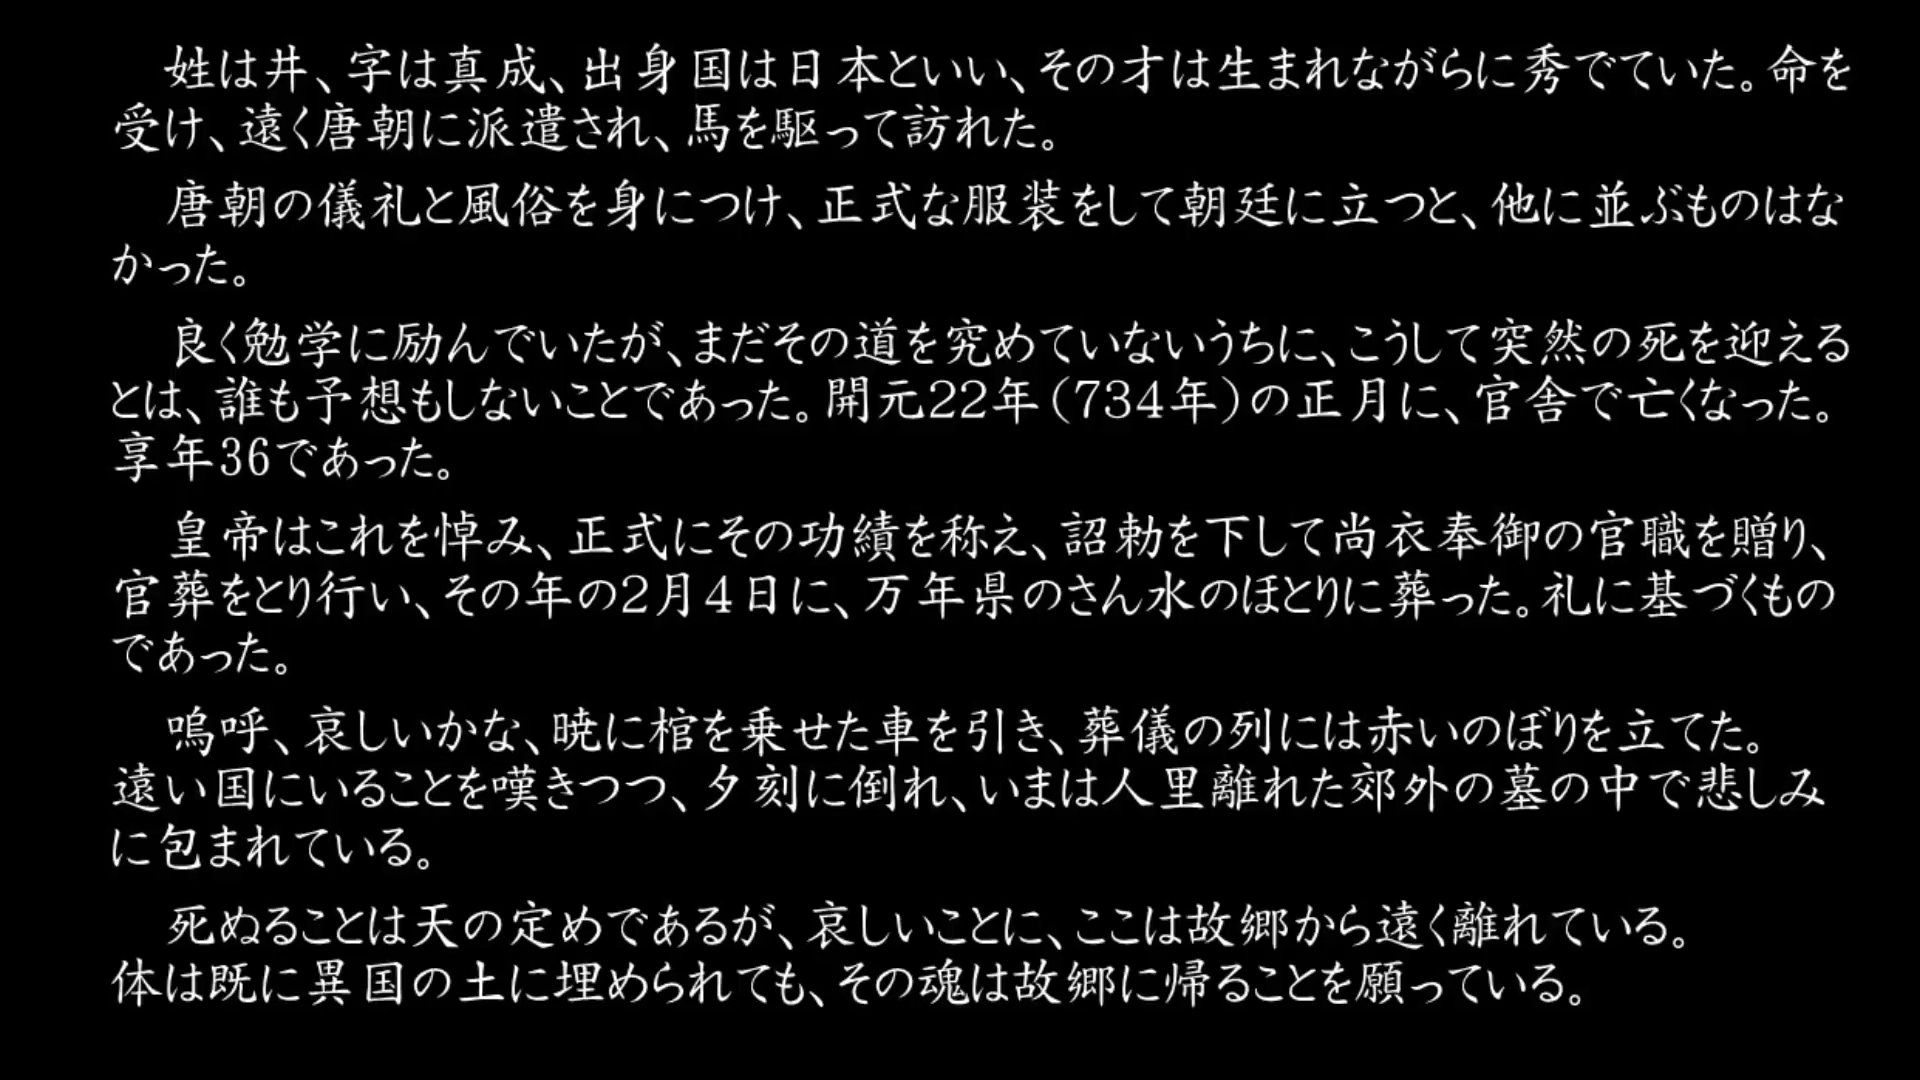 姓は井、字は真成、出身国は日本といい、その才は生まれながらに秀でていた。命を
受け、遠く唐朝に派遣され、馬を駆って訪れた。
唐朝の儀礼と風俗を身につけ、正式な服装をして朝廷に立つと、他に並ぶものはな
かった。
良く勉学に励んでいたが、まだその道を究めていないうちに、こうして突然の死を迎える
とは、誰も予想もしないことであった。開元22年(734年)の正月に、官舎で亡くなった。
享年36であった。
皇帝はこれを悼み、正式にその功績を称え、詔勅を下して尚衣奉御の官職を贈り、
官葬をとり行い、その年の2月4日に、万年県のさん水のほとりに葬った。礼に基づくもの
であった。
嗚呼、哀しいかな、暁に棺を乗せた車を引き、葬儀の列には赤いのぼりを立てた。
遠い国にいることを嘆きつつ、夕刻に倒れ、いまは人里離れた郊外の墓の中で悲しみ
に包まれている。
死ぬることは天の定めであるが、哀しいことに、ここは故郷から遠く離れている。
体は既に異国の土に埋められても、その魂は故郷に帰ることを願っている。